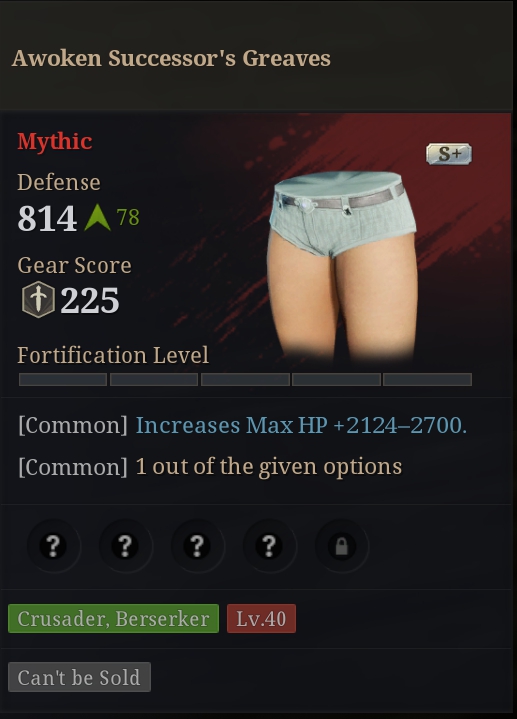 Awoken Successor's Greaves
Mythic
S+
Defense
814 78
Gear Score
225
Fortification Level
[Common] Increases Max HP +2124–2700.
[Common] 1 out of the given options
? ? ? ?
Crusader, Berserker Lv.40
Can't be Sold